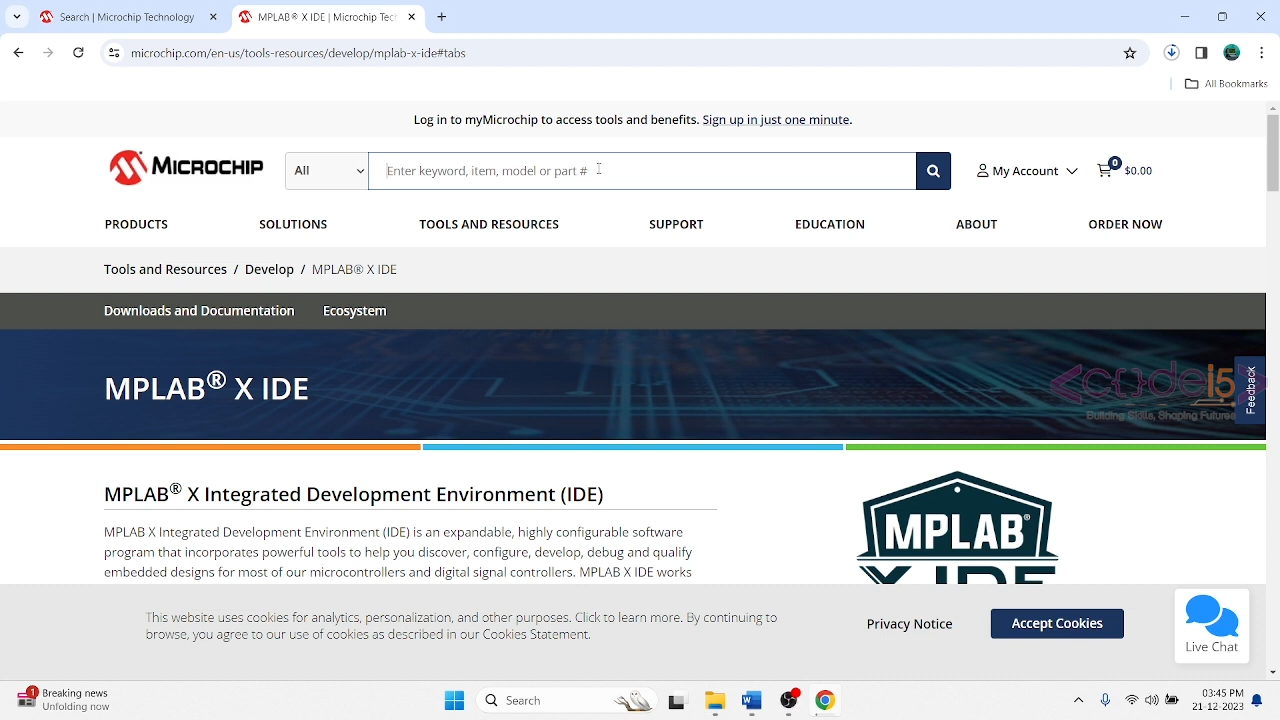 Search | Microchip Technology
MPLAB® X IDE | Microchip Tec
microchip.com/en-us/tools-resources/develop/mplab-x-ide#tabs
All Bookmarks
Log in to myMicrochip to access tools and benefits. Sign up in just one minute.
MICROCHIP
All
Enter keyword, item, model or part #
My Account
0
$0.00
PRODUCTS
SOLUTIONS
TOOLS AND RESOURCES
SUPPORT
EDUCATION
ABOUT
ORDER NOW
Tools and Resources / Develop / MPLAB® X IDE
Downloads and Documentation
Ecosystem
MPLAB® X IDE
<c{}de15>
Building Skills, Shaping Futures
Feedback
MPLAB® X Integrated Development Environment (IDE)
MPLAB X Integrated Development Environment (IDE) is an expandable, highly configurable software
program that incorporates powerful tools to help you discover, configure, develop, debug and qualify
embedded designs for most of our microcontrollers and digital signal controllers. MPLAB X IDE works
MPLAB®
X IDE
This website uses cookies for analytics, personalization, and other purposes. Click to learn more. By continuing to
browse, you agree to our use of cookies as described in our Cookies Statement.
Privacy Notice
Accept Cookies
Live Chat
1
Breaking news
Unfolding now
Search
03:45 PM
21-12-2023